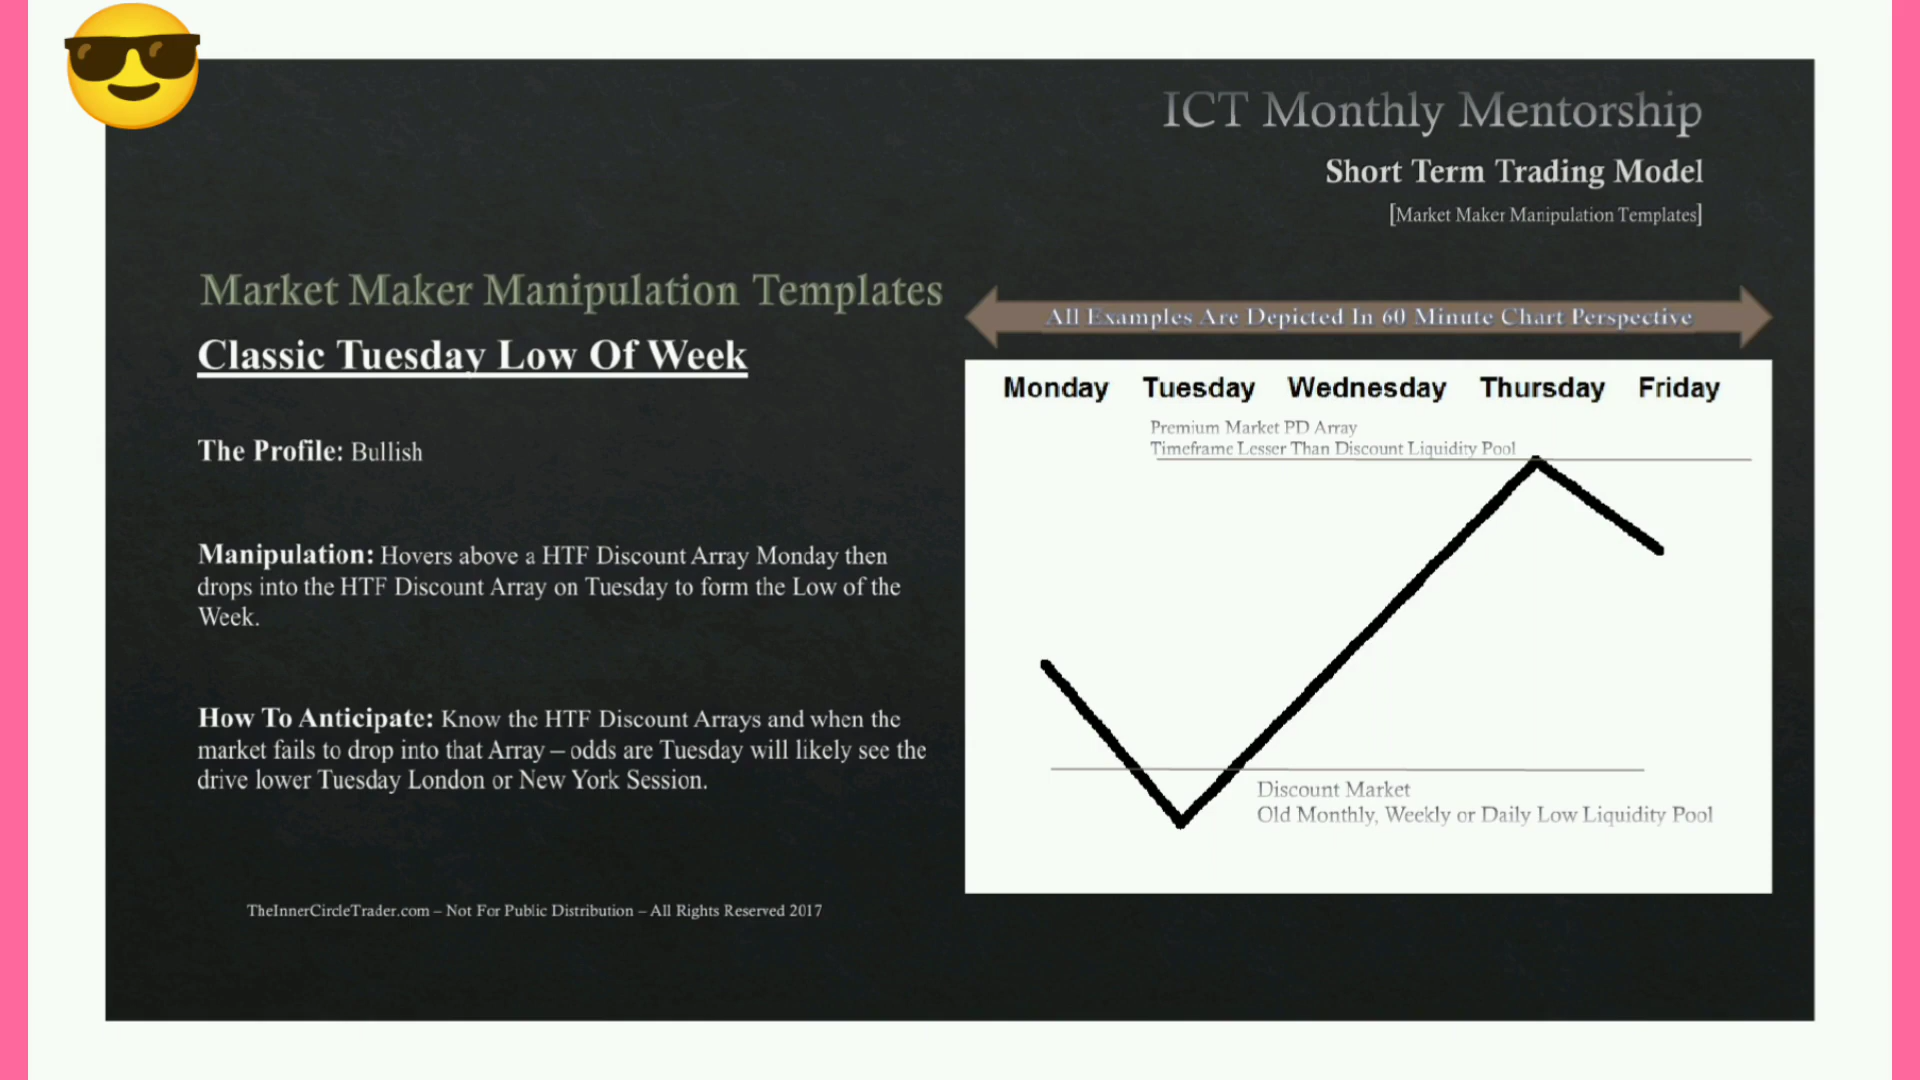 ICT Monthly Mentorship
Short Term Trading Model
[Market Maker Manipulation Templates]
Market Maker Manipulation Templates
Classic Tuesday Low Of Week
The Profile: Bullish
Manipulation: Hovers above a HTF Discount Array Monday then
drops into the HTF Discount Array on Tuesday to form the Low of the
Week.
How To Anticipate: Know the HTF Discount Arrays and when the
market fails to drop into that Array – odds are Tuesday will likely see the
drive lower Tuesday London or New York Session.
TheInnerCircleTrader.com – Not For Public Distribution – All Rights Reserved 2017
All Examples Are Depicted In 60 Minute Chart Perspective
Monday Tuesday Wednesday Thursday Friday
Premium Market PD Array
Timeframe Lesser Than Discount Liquidity Pool
Discount Market
Old Monthly, Weekly or Daily Low Liquidity Pool